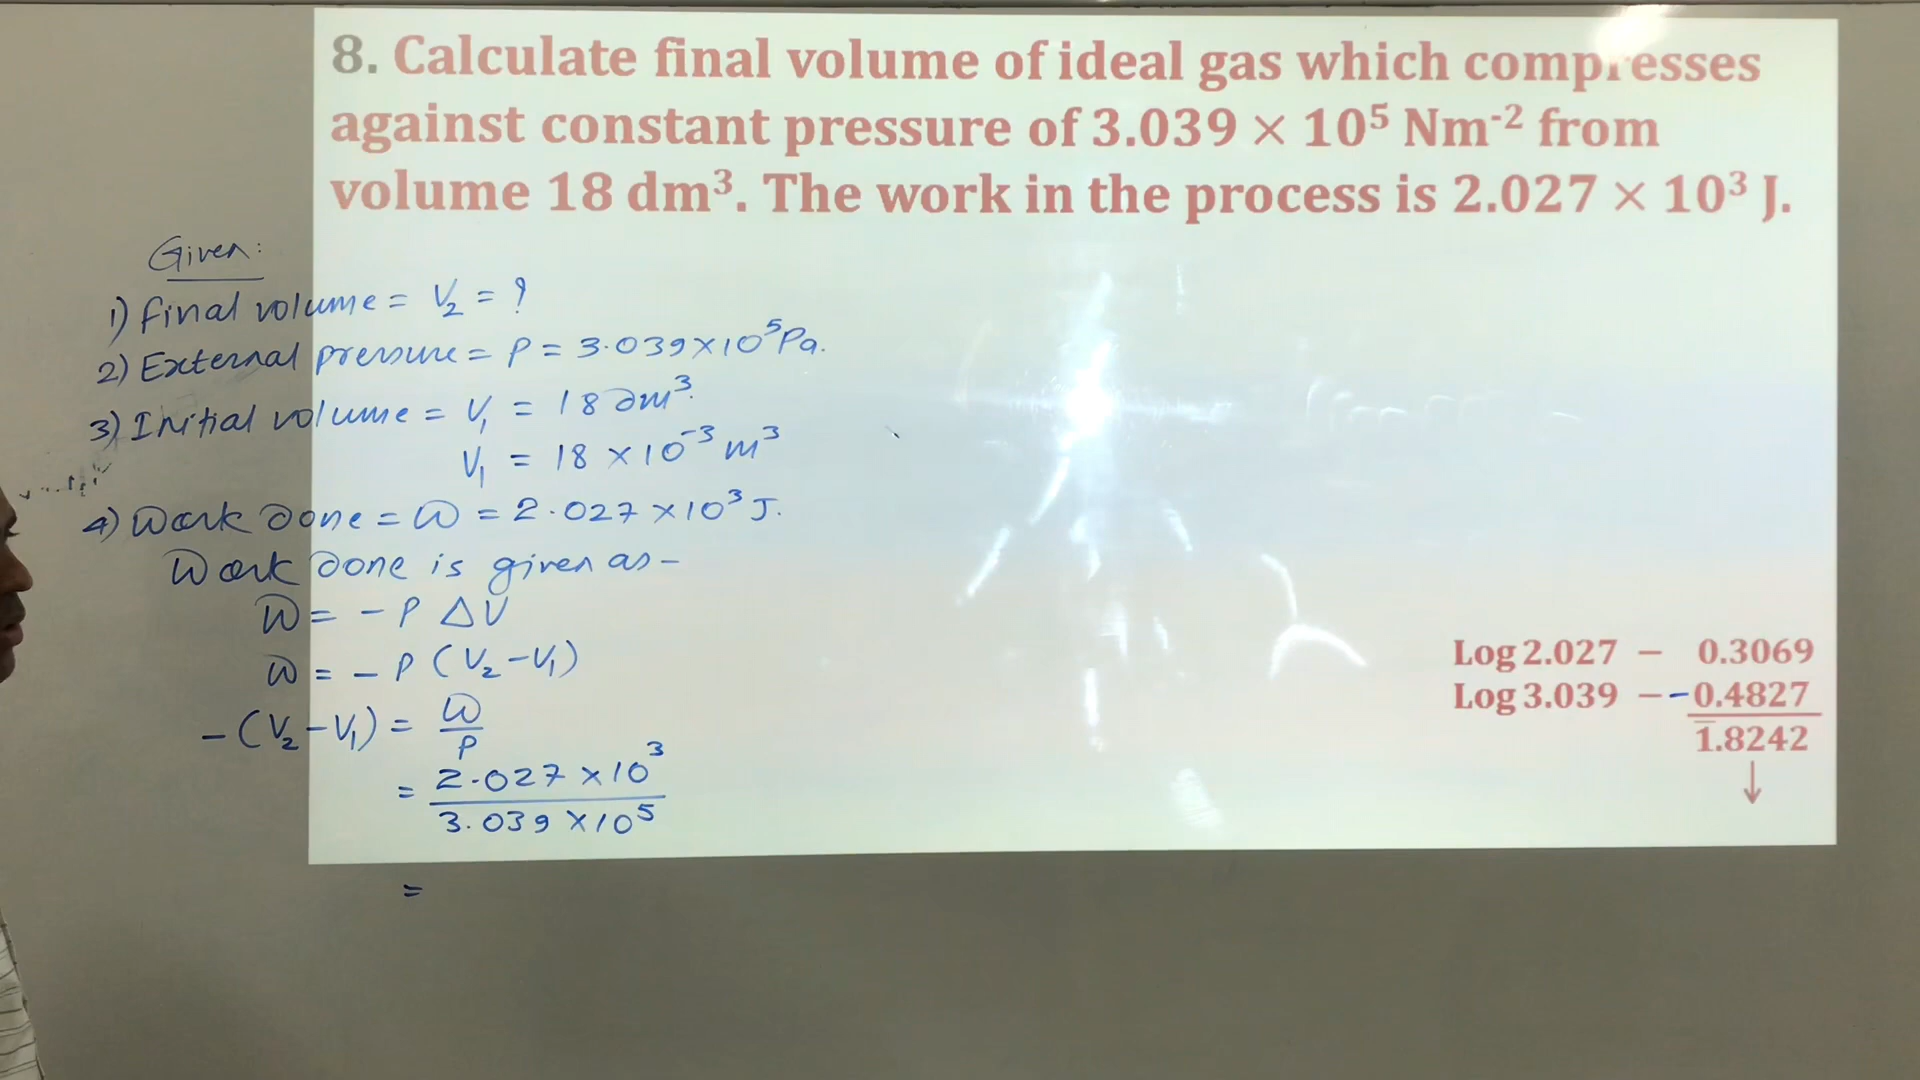 8. Calculate final volume of ideal gas which compresses
against constant pressure of 3.039 × 10⁵ Nm⁻² from
volume 18 dm³. The work in the process is 2.027 × 10³ J.
Given:
1) Final volume = V₂ = ?
2) External pressure = P = 3.039 × 10⁵ Pa.
3) Initial volume = V₁ = 18 dm³.
V₁ = 18 × 10⁻³ m³
4) Work done = W = 2.027 × 10³ J.
Work done is given as –
W = – P ΔV
W = – P (V₂ – V₁)
– (V₂ – V₁) = W / P
= 2.027 × 10³ / 3.039 × 10⁵
=
Log 2.027 – 0.3069
Log 3.039 – – 0.4827
1̅.8242
↓